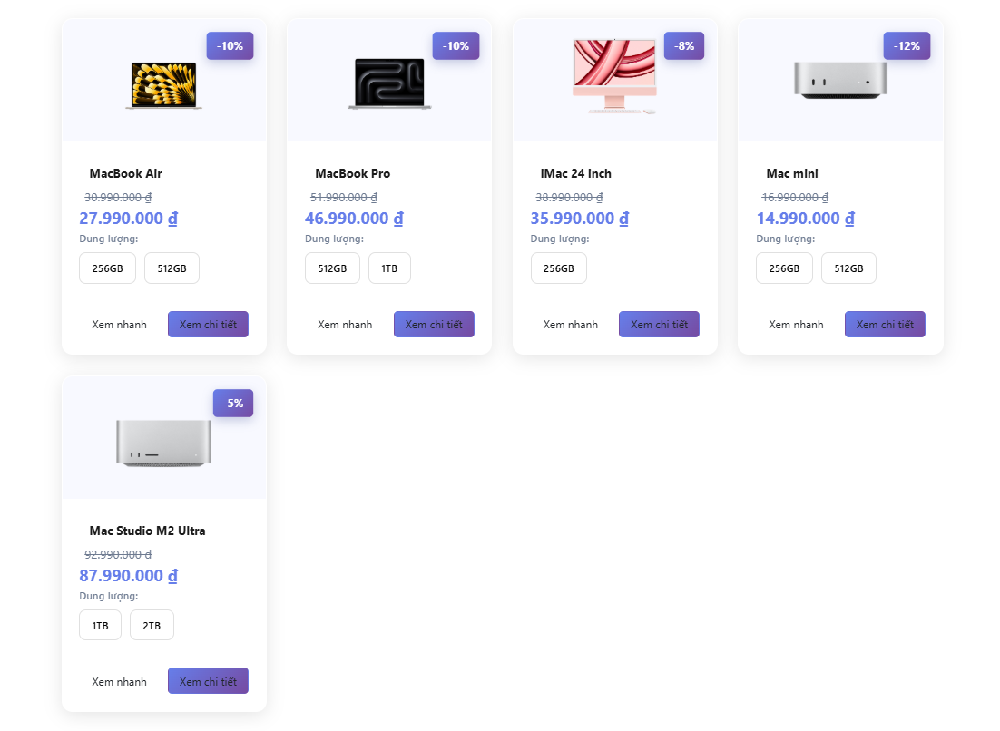 -10%
MacBook Air
30.990.000 ₫
27.990.000 ₫
Dung lượng:
256GB 512GB
Xem nhanh Xem chi tiết
-10%
MacBook Pro
51.990.000 ₫
46.990.000 ₫
Dung lượng:
512GB 1TB
Xem nhanh Xem chi tiết
-8%
iMac 24 inch
38.990.000 ₫
35.990.000 ₫
Dung lượng:
256GB
Xem nhanh Xem chi tiết
-12%
Mac mini
16.990.000 ₫
14.990.000 ₫
Dung lượng:
256GB 512GB
Xem nhanh Xem chi tiết
-5%
Mac Studio M2 Ultra
92.990.000 ₫
87.990.000 ₫
Dung lượng:
1TB 2TB
Xem nhanh Xem chi tiết